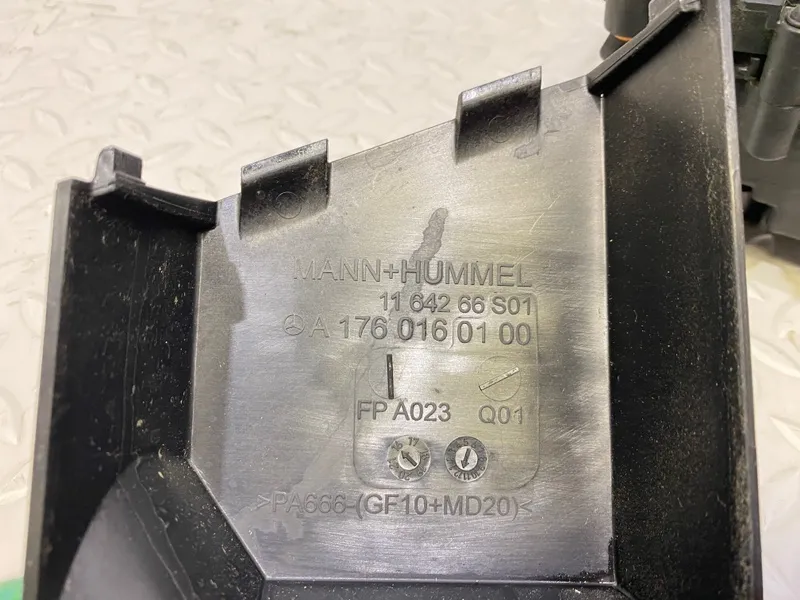 MANN+HUMMEL
11 642 66 S01
A 176 016 01 00
FP A023 Q01
>PA666-(GF10+MD20)<